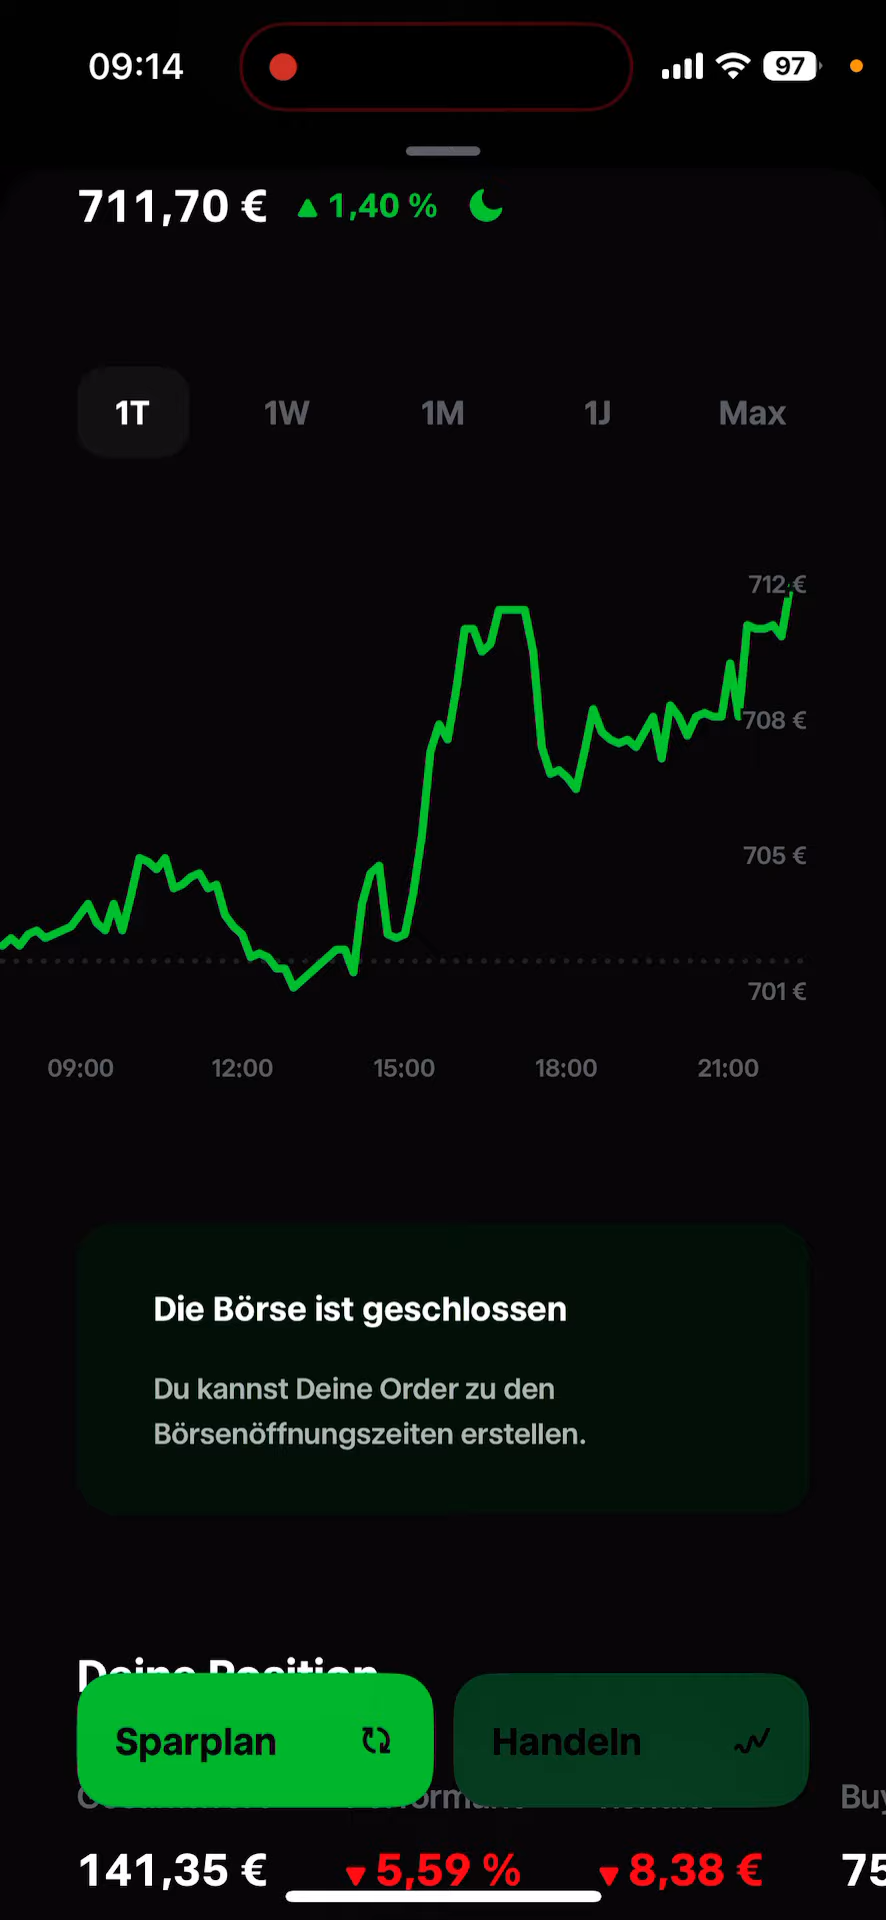 09:14
97
711,70 € ▲ 1,40 %
1T 1W 1M 1J Max
712 €
708 €
705 €
701 €
09:00 12:00 15:00 18:00 21:00
Die Börse ist geschlossen
Du kannst Deine Order zu den
Börsenöffnungszeiten erstellen.
Deine Position
Sparplan
Handeln
141,35 € ▼ 5,59 % ▼ 8,38 €